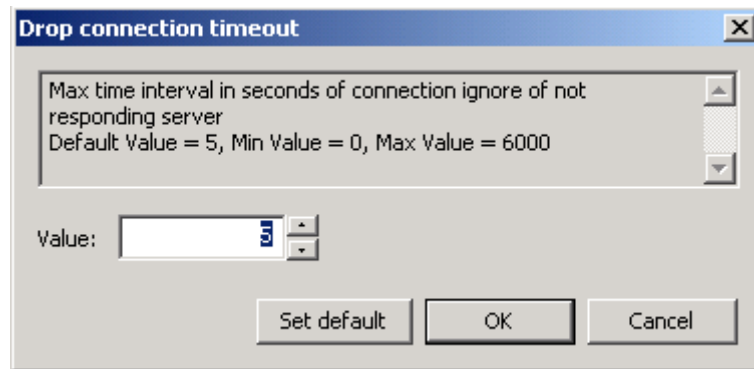 Drop connection timeout
Max time interval in seconds of connection ignore of not
responding server
Default Value = 5, Min Value = 0, Max Value = 6000
Value: 5
Set default OK Cancel